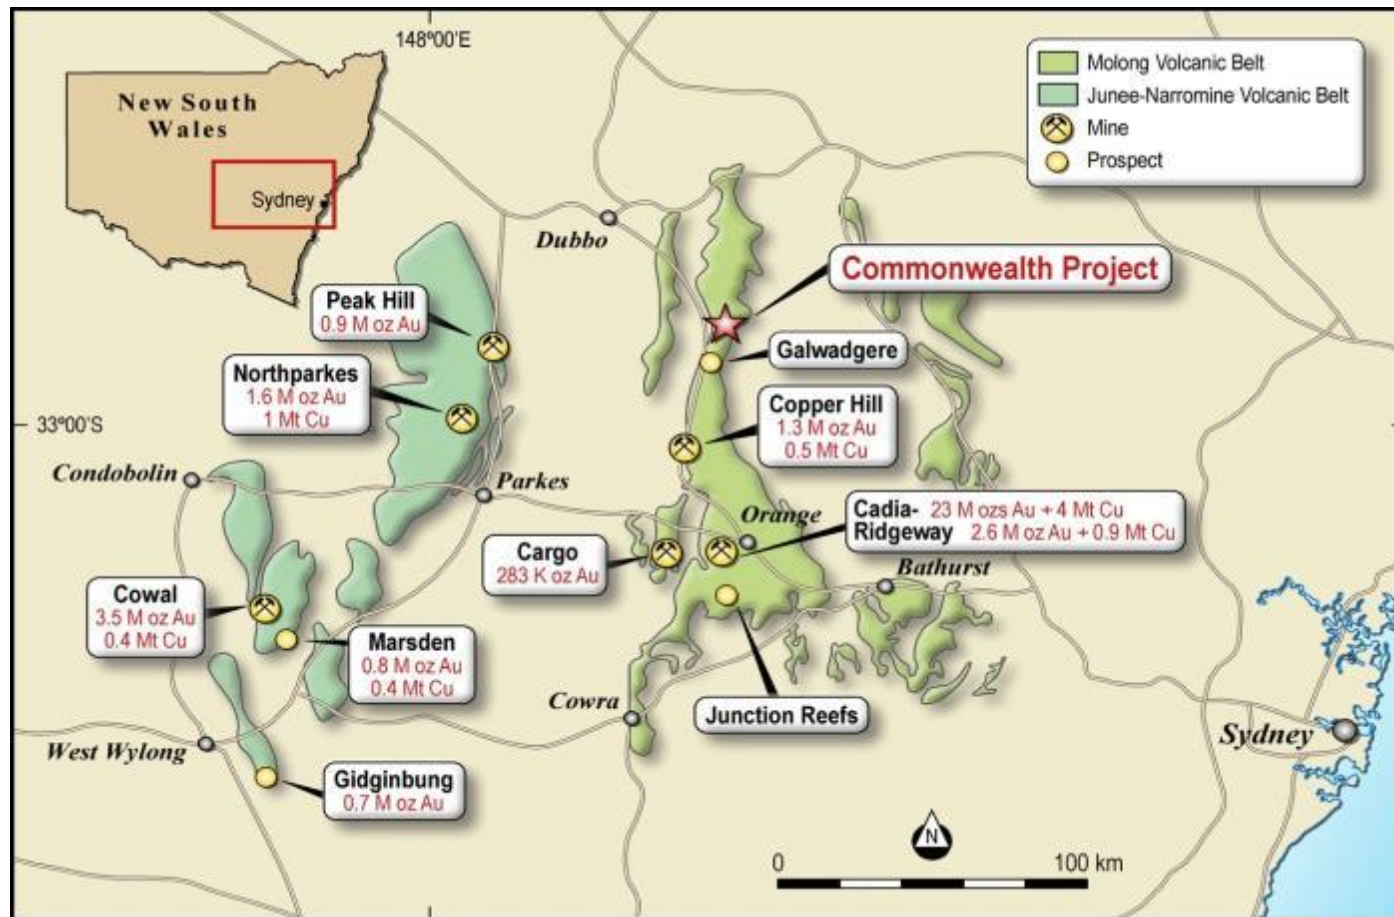 148°00'E
New South
Wales
Sydney
Molong Volcanic Belt
Junee-Narromine Volcanic Belt
Mine
Prospect
Dubbo
Commonwealth Project
Peak Hill
0.9 M oz Au
Galwadgere
Northparkes
1.6 M oz Au
1 Mt Cu
Copper Hill
1.3 M oz Au
0.5 Mt Cu
33°00'S
Condobolin
Parkes
Orange
Cadia- 23 M ozs Au + 4 Mt Cu
Ridgeway 2.6 M oz Au + 0.9 Mt Cu
Cargo
283 K oz Au
Bathurst
Cowal
3.5 M oz Au
0.4 Mt Cu
Marsden
0.8 M oz Au
0.4 Mt Cu
Cowra
Junction Reefs
Sydney
West Wylong
Gidginbung
0.7 M oz Au
N
0 100 km